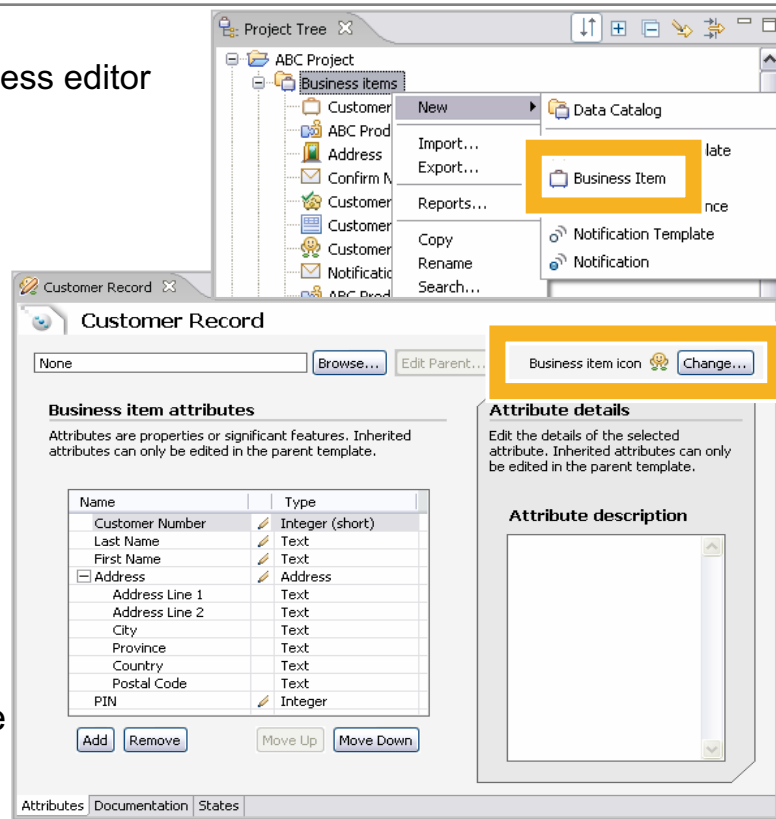 ess editor
Project Tree
ABC Project
Business items
Customer
ABC Prod
Address
Confirm N
Customer
Customer
Customer
Notificatic
ABC Prod
New
Import...
Export...
Reports...
Copy
Rename
Search...
Data Catalog
late
Business Item
nce
Notification Template
Notification
Customer Record
Customer Record
None Browse... Edit Parent... Business item icon Change...
Business item attributes
Attributes are properties or significant features. Inherited
attributes can only be edited in the parent template.
Name Type
Customer Number Integer (short)
Last Name Text
First Name Text
Address Address
Address Line 1 Text
Address Line 2 Text
City Text
Province Text
Country Text
Postal Code Text
PIN Integer
e
Add Remove Move Up Move Down
Attribute details
Edit the details of the selected
attribute. Inherited attributes can only
be edited in the parent template.
Attribute description
Attributes Documentation States